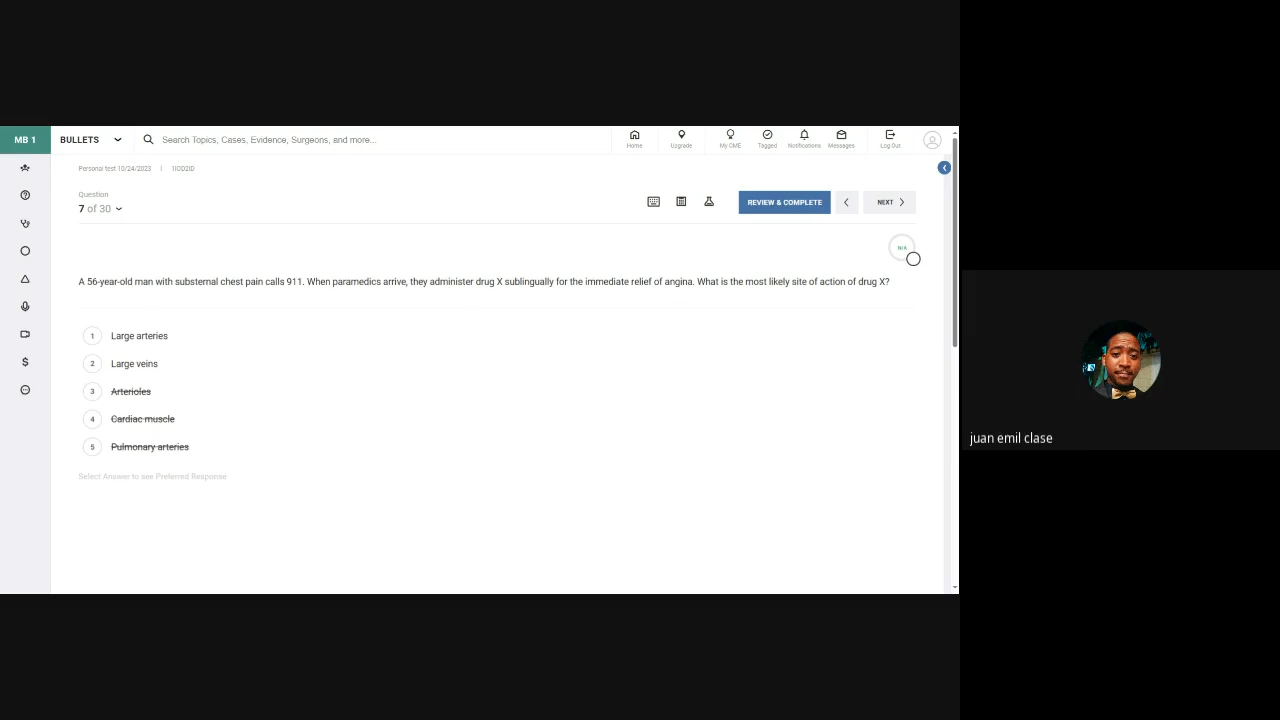 MB 1
BULLETS
Search Topics, Cases, Evidence, Surgeons, and more...
Home
Upgrade
My CME
Tagged
Notifications
Messages
Log Out
Personal test 10/24/2023
Question
7 of 30
REVIEW & COMPLETE
NEXT
N/A
A 56-year-old man with substernal chest pain calls 911. When paramedics arrive, they administer drug X sublingually for the immediate relief of angina. What is the most likely site of action of drug X?
1 Large arteries
2 Large veins
3 Arterioles
4 Cardiac muscle
5 Pulmonary arteries
Select Answer to see Preferred Response
juan emil clase